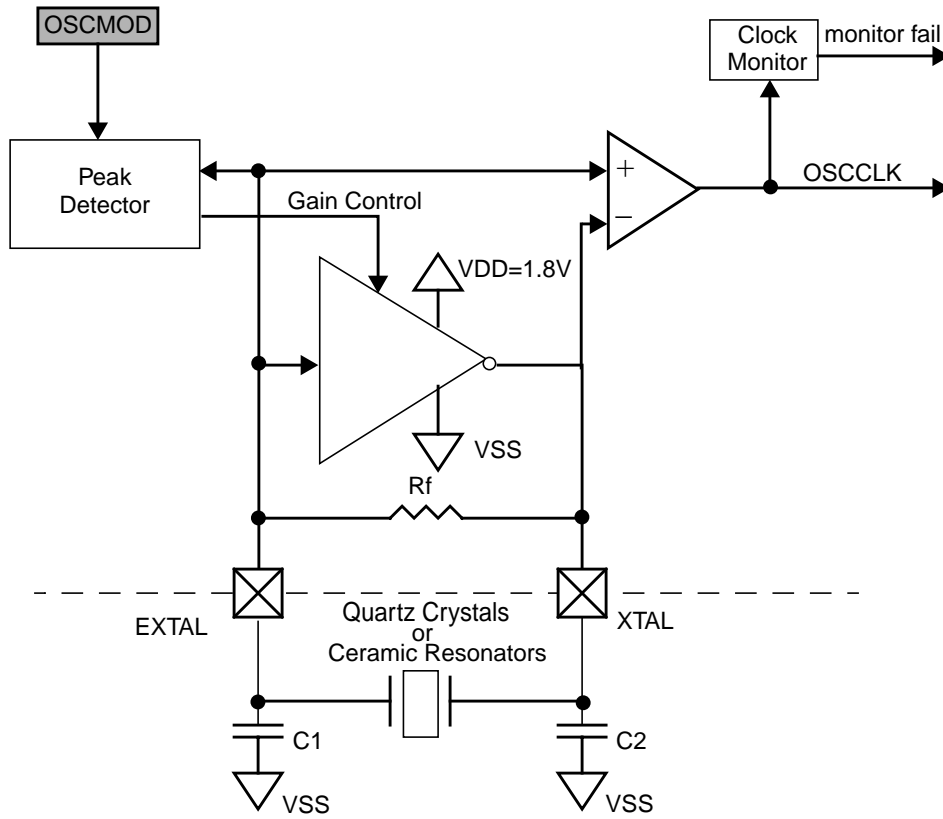 OSCMOD
Clock
Monitor
monitor fail
Peak
Detector
+
−
OSCCLK
Gain Control
VDD=1.8V
VSS
Rf
EXTAL
Quartz Crystals
or
Ceramic Resonators
XTAL
C1
C2
VSS
VSS